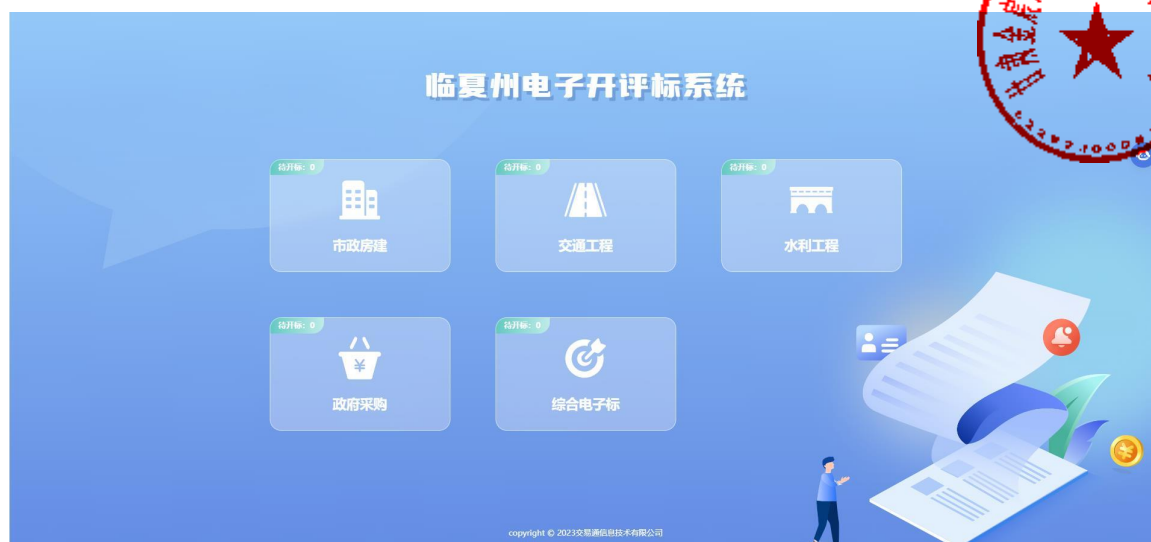 临夏州电子开评标系统
待开标：0
待开标：0
待开标：0
市政房建
交通工程
水利工程
待开标：0
待开标：0
¥
政府采购
综合电子标
¥
copyright © 2023交易通信息技术有限公司